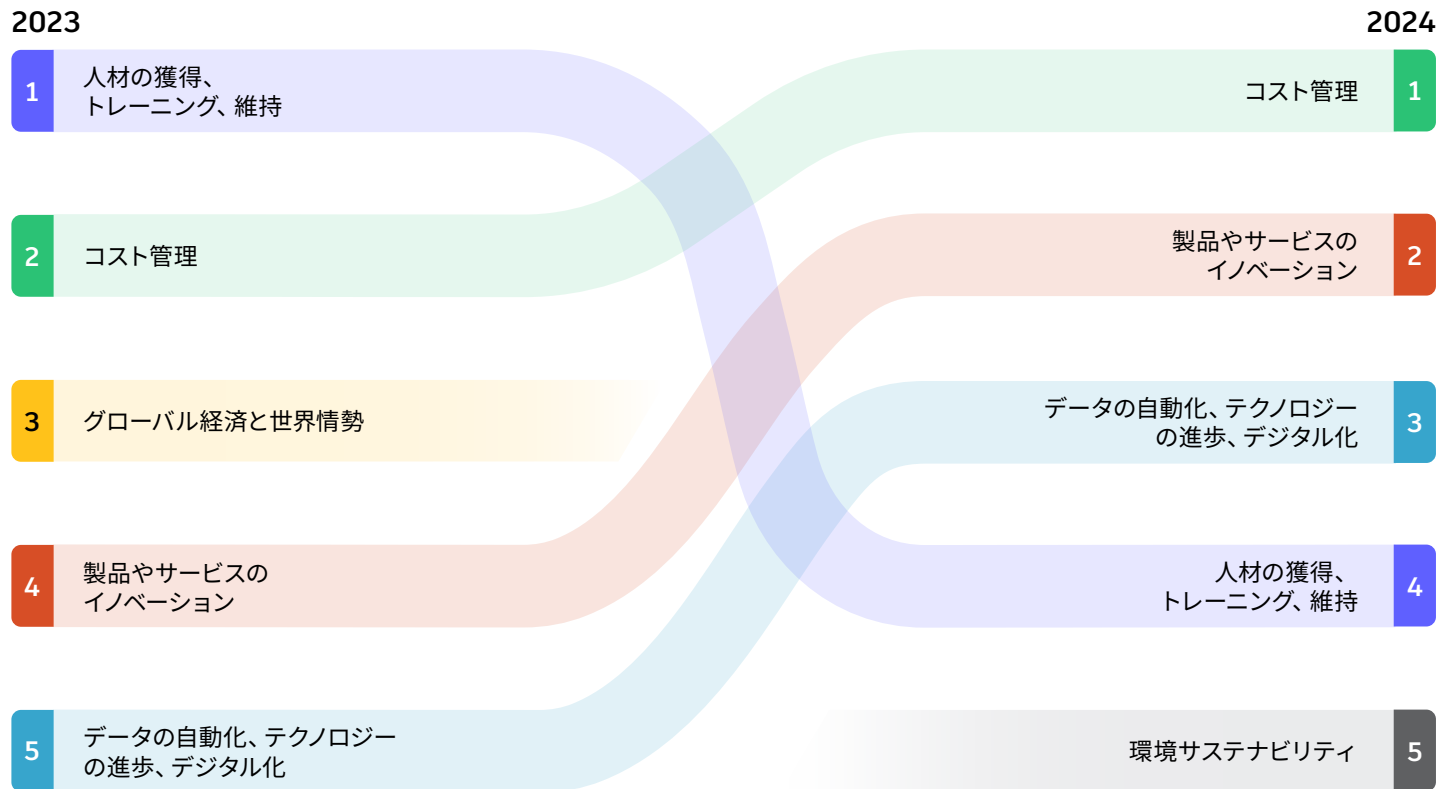 2023
2024
1
人材の獲得、
トレーニング、維持
コスト管理
1
2
コスト管理
製品やサービスの
イノベーション
2
3
グローバル経済と世界情勢
データの自動化、テクノロジー
の進歩、デジタル化
3
4
製品やサービスの
イノベーション
人材の獲得、
トレーニング、維持
4
5
データの自動化、テクノロジー
の進歩、デジタル化
環境サステナビリティ
5